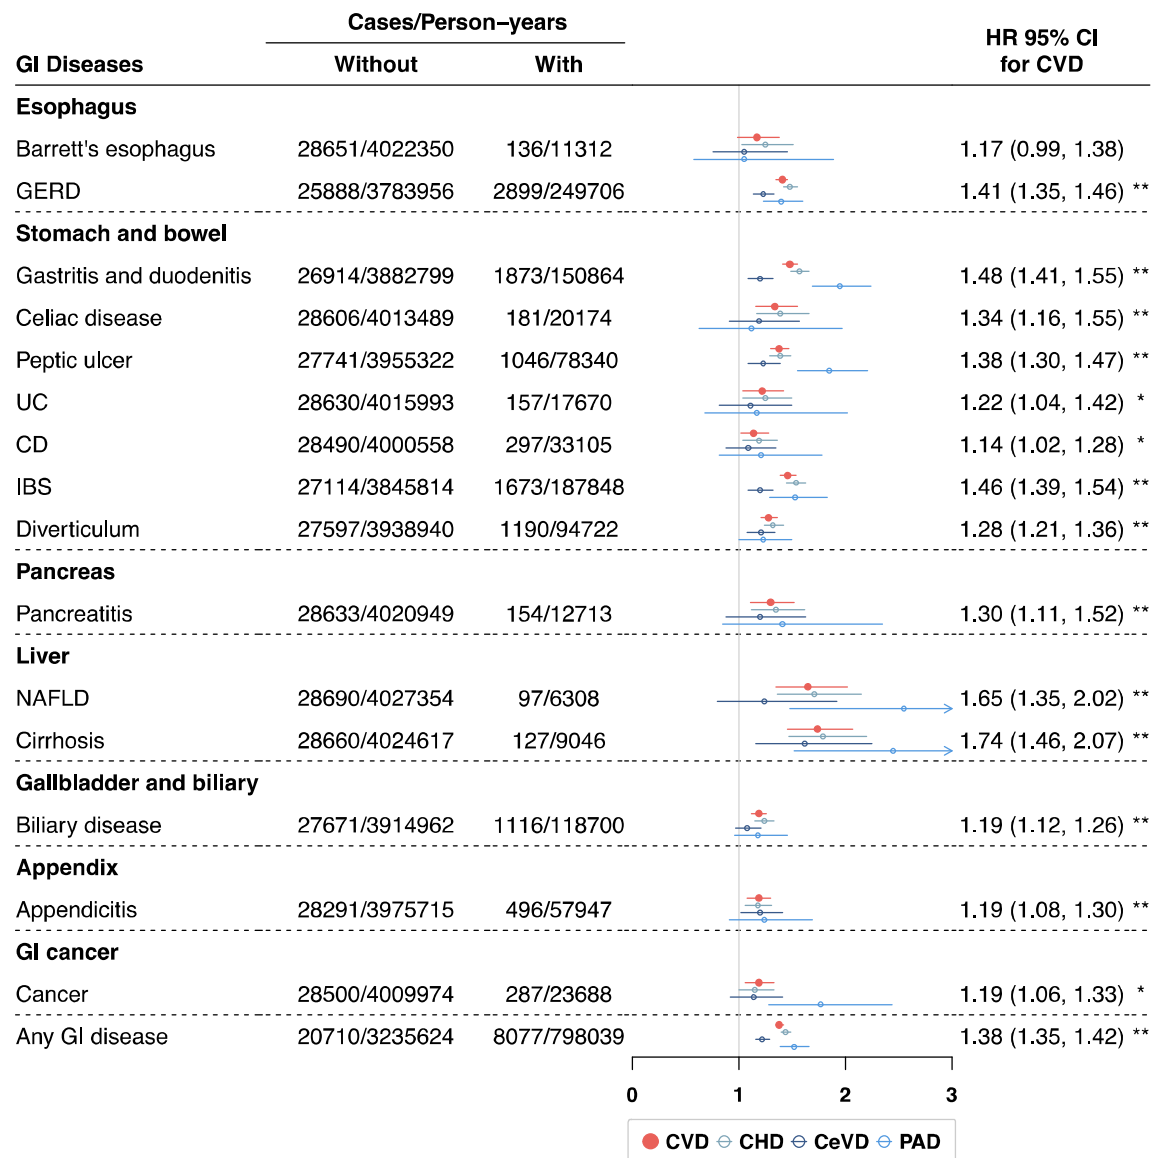 Cases/Person−years
HR 95% CI
for CVD
GI Diseases Without With
Esophagus
Barrett's esophagus 28651/4022350 136/11312 1.17 (0.99, 1.38)
GERD 25888/3783956 2899/249706 1.41 (1.35, 1.46) **
Stomach and bowel
Gastritis and duodenitis 26914/3882799 1873/150864 1.48 (1.41, 1.55) **
Celiac disease 28606/4013489 181/20174 1.34 (1.16, 1.55) **
Peptic ulcer 27741/3955322 1046/78340 1.38 (1.30, 1.47) **
UC 28630/4015993 157/17670 1.22 (1.04, 1.42) *
CD 28490/4000558 297/33105 1.14 (1.02, 1.28) *
IBS 27114/3845814 1673/187848 1.46 (1.39, 1.54) **
Diverticulum 27597/3938940 1190/94722 1.28 (1.21, 1.36) **
Pancreas
Pancreatitis 28633/4020949 154/12713 1.30 (1.11, 1.52) **
Liver
NAFLD 28690/4027354 97/6308 1.65 (1.35, 2.02) **
Cirrhosis 28660/4024617 127/9046 1.74 (1.46, 2.07) **
Gallbladder and biliary
Biliary disease 27671/3914962 1116/118700 1.19 (1.12, 1.26) **
Appendix
Appendicitis 28291/3975715 496/57947 1.19 (1.08, 1.30) **
GI cancer
Cancer 28500/4009974 287/23688 1.19 (1.06, 1.33) *
Any GI disease 20710/3235624 8077/798039 1.38 (1.35, 1.42) **
0 1 2 3
CVD CHD CeVD PAD